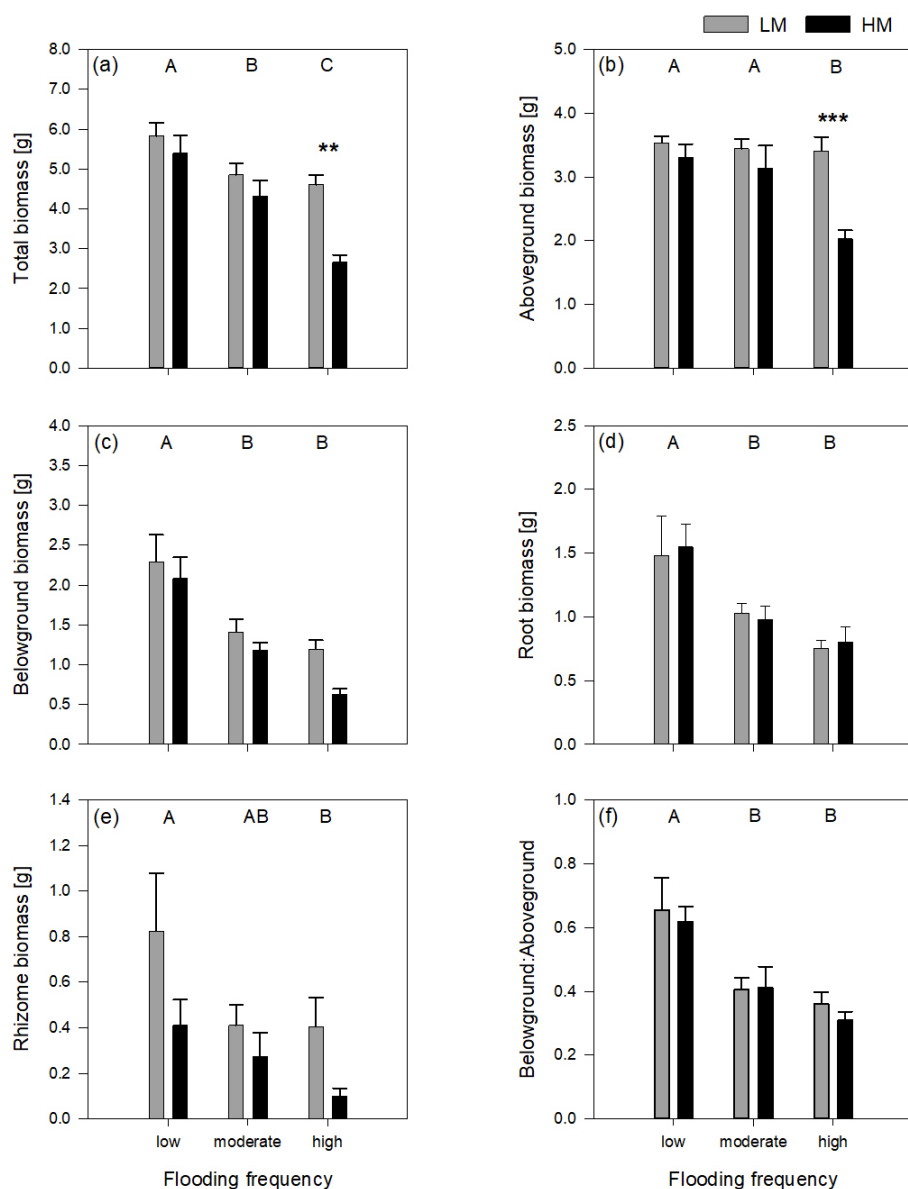 LM HM
(a) A B C
**
Total biomass [g]
8.0
7.0
6.0
5.0
4.0
3.0
2.0
1.0
0.0
(b) A A B
***
Aboveground biomass [g]
5.0
4.0
3.0
2.0
1.0
0.0
(c) A B B
Belowground biomass [g]
4.0
3.5
3.0
2.5
2.0
1.5
1.0
0.5
0.0
(d) A B B
Root biomass [g]
2.5
2.0
1.5
1.0
0.5
0.0
(e) A AB B
Rhizome biomass [g]
1.4
1.2
1.0
0.8
0.6
0.4
0.2
0.0
low moderate high
Flooding frequency
(f) A B B
Belowground:Aboveground
1.0
0.8
0.6
0.4
0.2
0.0
low moderate high
Flooding frequency